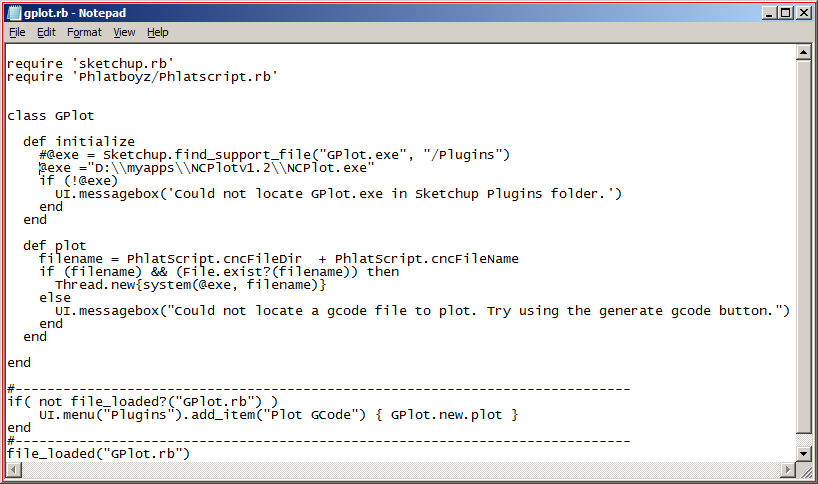 gplot.rb - Notepad
File Edit Format View Help
require 'sketchup.rb'
require 'Phlatboyz/Phlatscript.rb'
class GPlot
  def initialize
    #@exe = Sketchup.find_support_file("GPlot.exe", "/Plugins")
    @exe ="D:\\myapps\\NCPlotv1.2\\NCPlot.exe"
    if (!@exe)
      UI.messagebox('Could not locate GPlot.exe in Sketchup Plugins folder.')
    end
  end
  def plot
    filename = PhlatScript.cncFileDir  + PhlatScript.cncFileName
    if (filename) && (File.exist?(filename)) then
      Thread.new{system(@exe, filename)}
    else
      UI.messagebox("Could not locate a gcode file to plot. Try using the generate gcode button.")
    end
  end
end
#-----------------------------------------------------------------------------
if( not file_loaded?("GPlot.rb") )
    UI.menu("Plugins").add_item("Plot GCode") { GPlot.new.plot }
end
#-----------------------------------------------------------------------------
file_loaded("GPlot.rb")